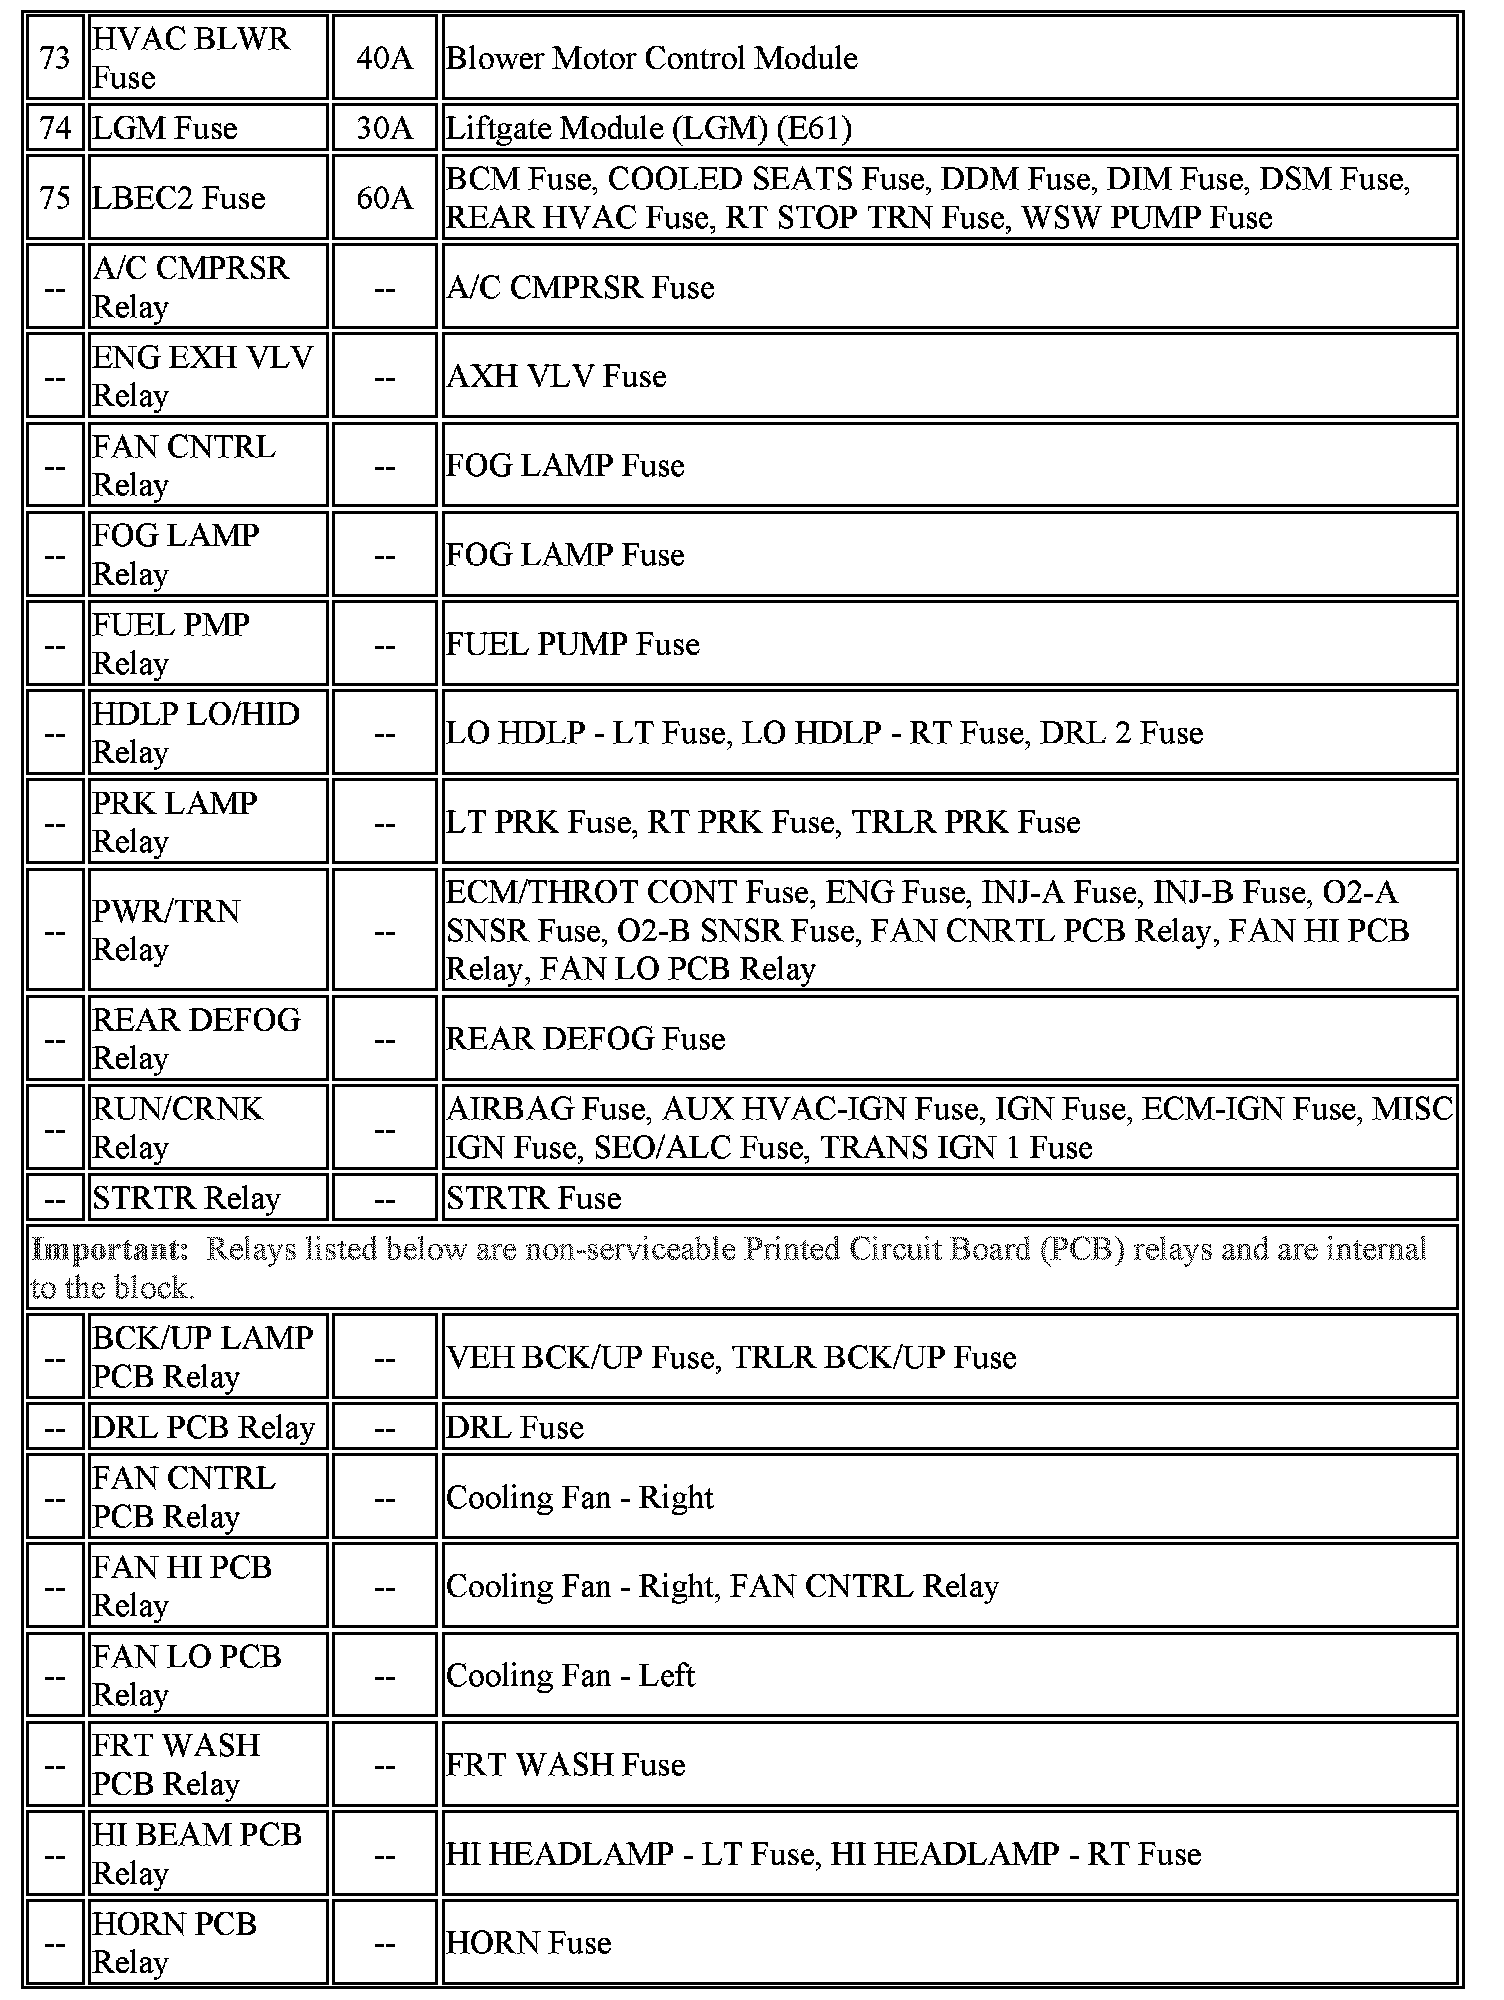 73 HVAC BLWR Fuse 40A Blower Motor Control Module
74 LGM Fuse 30A Liftgate Module (LGM) (E61)
75 LBEC2 Fuse 60A BCM Fuse, COOLED SEATS Fuse, DDM Fuse, DIM Fuse, DSM Fuse,
REAR HVAC Fuse, RT STOP TRN Fuse, WSW PUMP Fuse
-- A/C CMPRSR Relay -- A/C CMPRSR Fuse
-- ENG EXH VLV Relay -- AXH VLV Fuse
-- FAN CNTRL Relay -- FOG LAMP Fuse
-- FOG LAMP Relay -- FOG LAMP Fuse
-- FUEL PMP Relay -- FUEL PUMP Fuse
-- HDLP LO/HID Relay -- LO HDLP - LT Fuse, LO HDLP - RT Fuse, DRL 2 Fuse
-- PRK LAMP Relay -- LT PRK Fuse, RT PRK Fuse, TRLR PRK Fuse
-- PWR/TRN Relay -- ECM/THROT CONT Fuse, ENG Fuse, INJ-A Fuse, INJ-B Fuse, O2-A
SNSR Fuse, O2-B SNSR Fuse, FAN CNRTL PCB Relay, FAN HI PCB
Relay, FAN LO PCB Relay
-- REAR DEFOG Relay -- REAR DEFOG Fuse
-- RUN/CRNK Relay -- AIRBAG Fuse, AUX HVAC-IGN Fuse, IGN Fuse, ECM-IGN Fuse, MISC
IGN Fuse, SEO/ALC Fuse, TRANS IGN 1 Fuse
-- STRTR Relay -- STRTR Fuse
Important: Relays listed below are non-serviceable Printed Circuit Board (PCB) relays and are internal
to the block.
-- BCK/UP LAMP PCB Relay -- VEH BCK/UP Fuse, TRLR BCK/UP Fuse
-- DRL PCB Relay -- DRL Fuse
-- FAN CNTRL PCB Relay -- Cooling Fan - Right
-- FAN HI PCB Relay -- Cooling Fan - Right, FAN CNTRL Relay
-- FAN LO PCB Relay -- Cooling Fan - Left
-- FRT WASH PCB Relay -- FRT WASH Fuse
-- HI BEAM PCB Relay -- HI HEADLAMP - LT Fuse, HI HEADLAMP - RT Fuse
-- HORN PCB Relay -- HORN Fuse